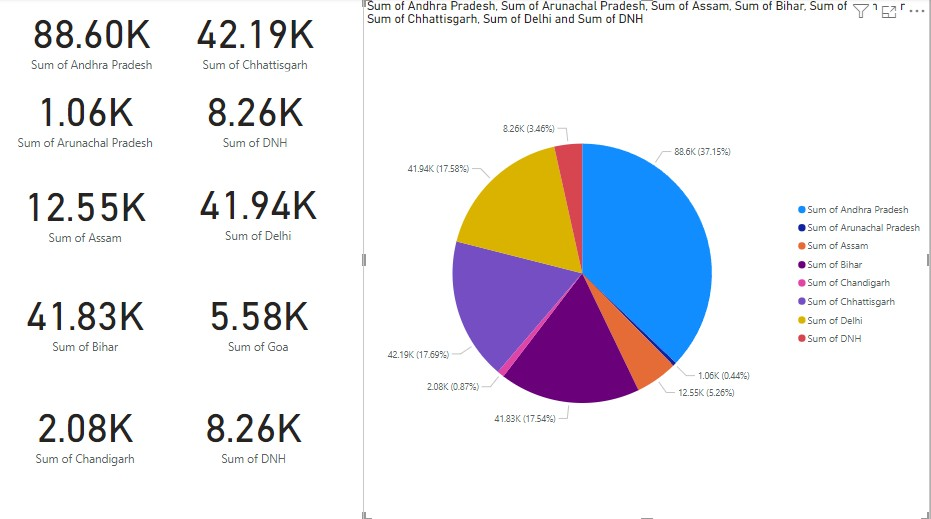 88.60K
Sum of Andhra Pradesh
42.19K
Sum of Chhattisgarh
1.06K
Sum of Arunachal Pradesh
8.26K
Sum of DNH
12.55K
Sum of Assam
41.94K
Sum of Delhi
41.83K
Sum of Bihar
5.58K
Sum of Goa
2.08K
Sum of Chandigarh
8.26K
Sum of DNH
Sum of Andhra Pradesh, Sum of Arunachal Pradesh, Sum of Assam, Sum of Bihar, Sum of
Sum of Chhattisgarh, Sum of Delhi and Sum of DNH
8.26K (3.46%)
88.6K (37.15%)
41.94K (17.58%)
42.19K (17.69%)
1.06K (0.44%)
2.08K (0.87%)
12.55K (5.26%)
41.83K (17.54%)
Sum of Andhra Pradesh
Sum of Arunachal Pradesh
Sum of Assam
Sum of Bihar
Sum of Chandigarh
Sum of Chhattisgarh
Sum of Delhi
Sum of DNH